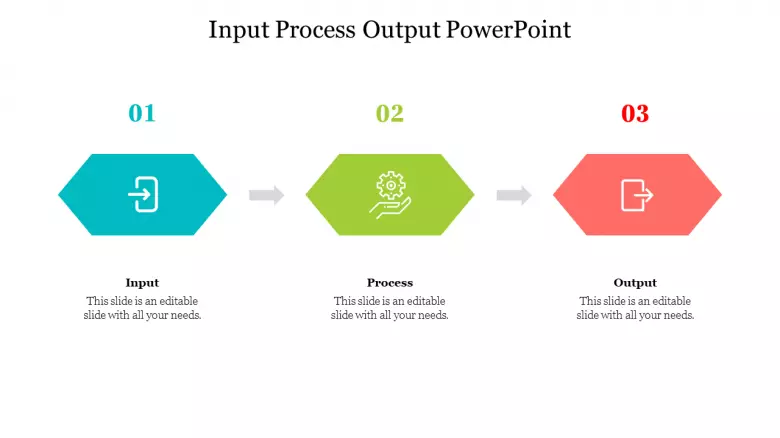 Input Process Output PowerPoint
01
02
03
Input
This slide is an editable
slide with all your needs.
Process
This slide is an editable
slide with all your needs.
Output
This slide is an editable
slide with all your needs.